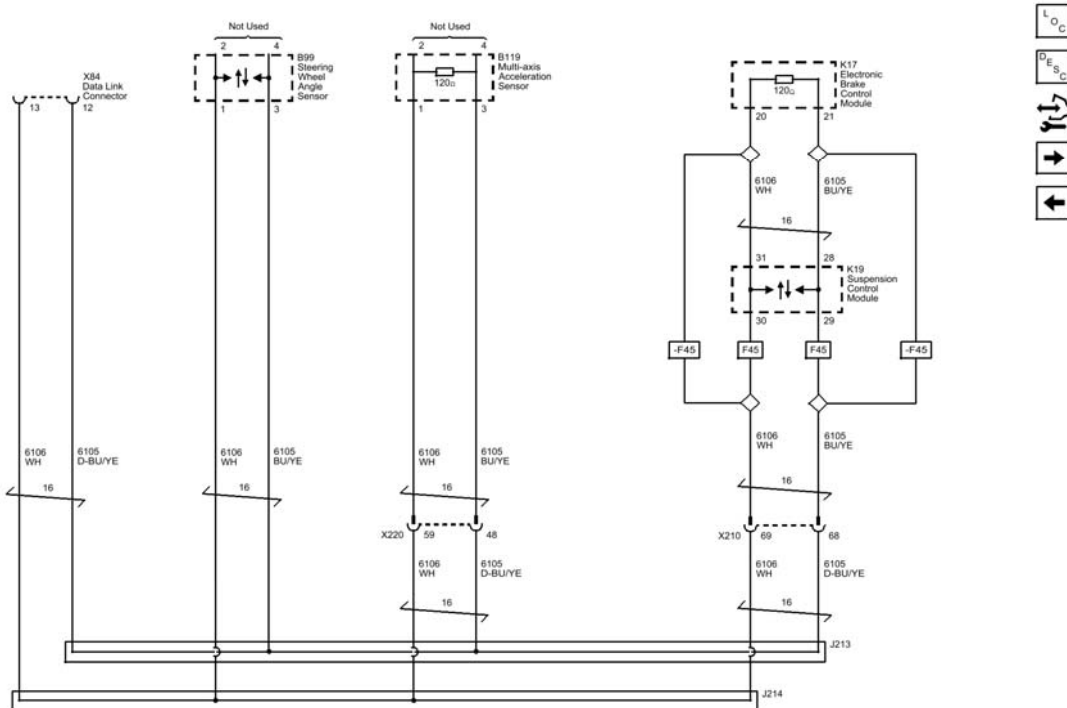 Not Used
2 4
B99
Steering
Wheel
Angle
Sensor
1 3
Not Used
2 4
120Ω
B119
Multi-axis
Acceleration
Sensor
1 3
X84
Data Link
Connector
13 12
K17
Electronic
Brake
Control
Module
120Ω
20 21
6106
WH
6105
BU/YE
16
31 28
K19
Suspension
Control
Module
30 29
-F45 F45 F45 -F45
6106
WH
6105
D-BU/YE
16
6106
WH
6105
BU/YE
16
6106
WH
6105
BU/YE
16
X220 59 48
6106
WH
6105
D-BU/YE
16
6106
WH
6105
BU/YE
16
X210 69 68
6106
WH
6105
D-BU/YE
16
J213
J214
LOC
DESC